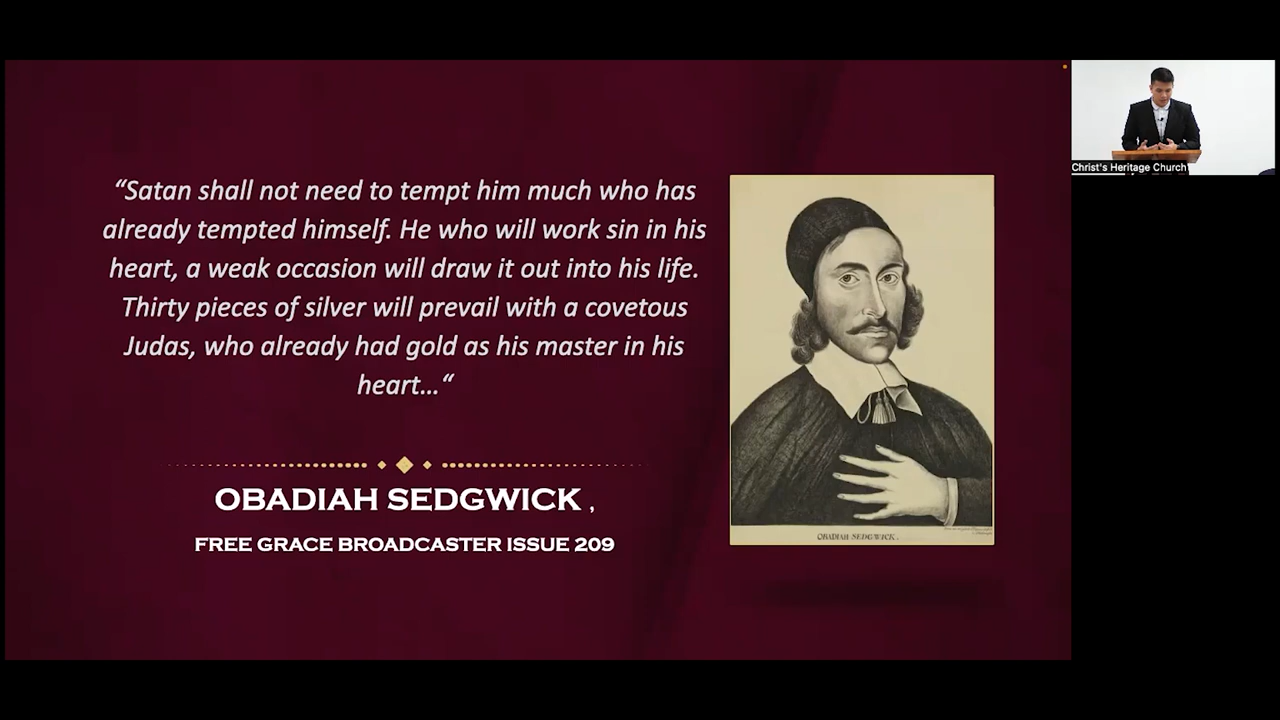 “Satan shall not need to tempt him much who has
already tempted himself. He who will work sin in his
heart, a weak occasion will draw it out into his life.
Thirty pieces of silver will prevail with a covetous
Judas, who already had gold as his master in his
heart…“
OBADIAH SEDGWICK ,
FREE GRACE BROADCASTER ISSUE 209
OBADIAH SEDGWICK.
Christ's Heritage Church